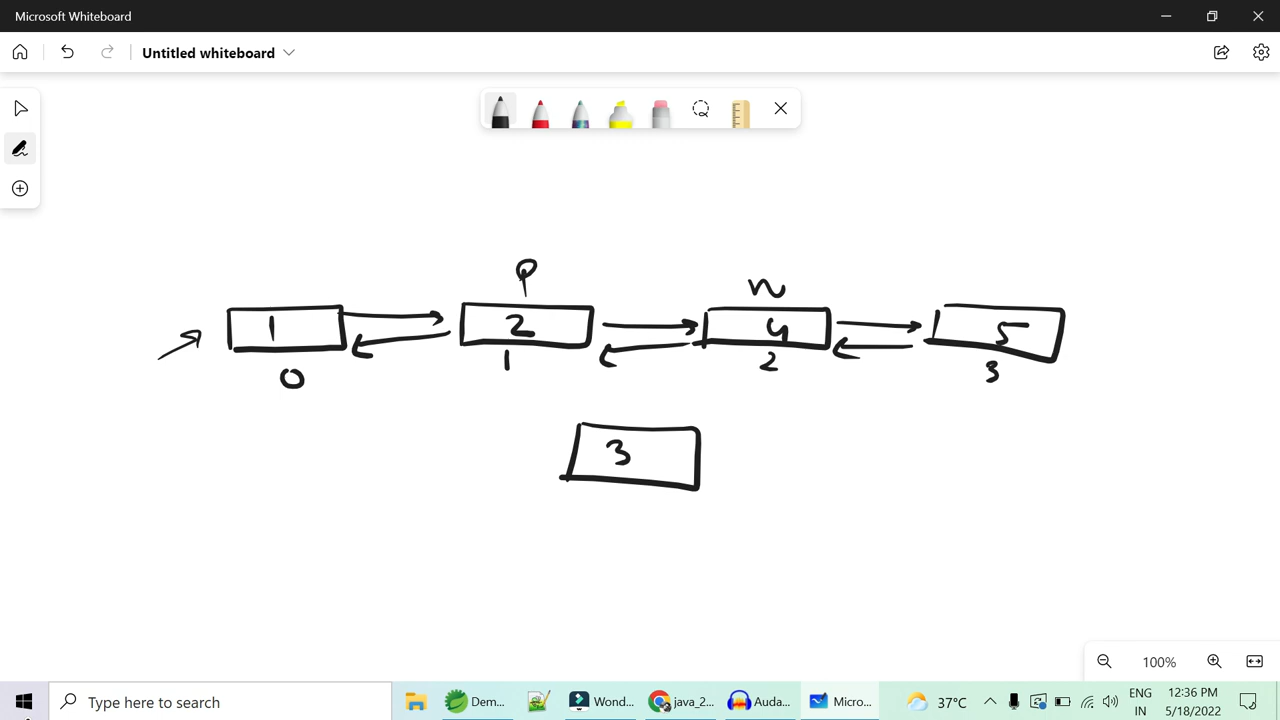 Microsoft Whiteboard
Untitled whiteboard
P
n
1
2
4
5
0
1
2
3
3
100%
Type here to search
Dem...
Wond...
java_2...
Auda...
Micro...
37°C
ENG
IN
12:36 PM
5/18/2022